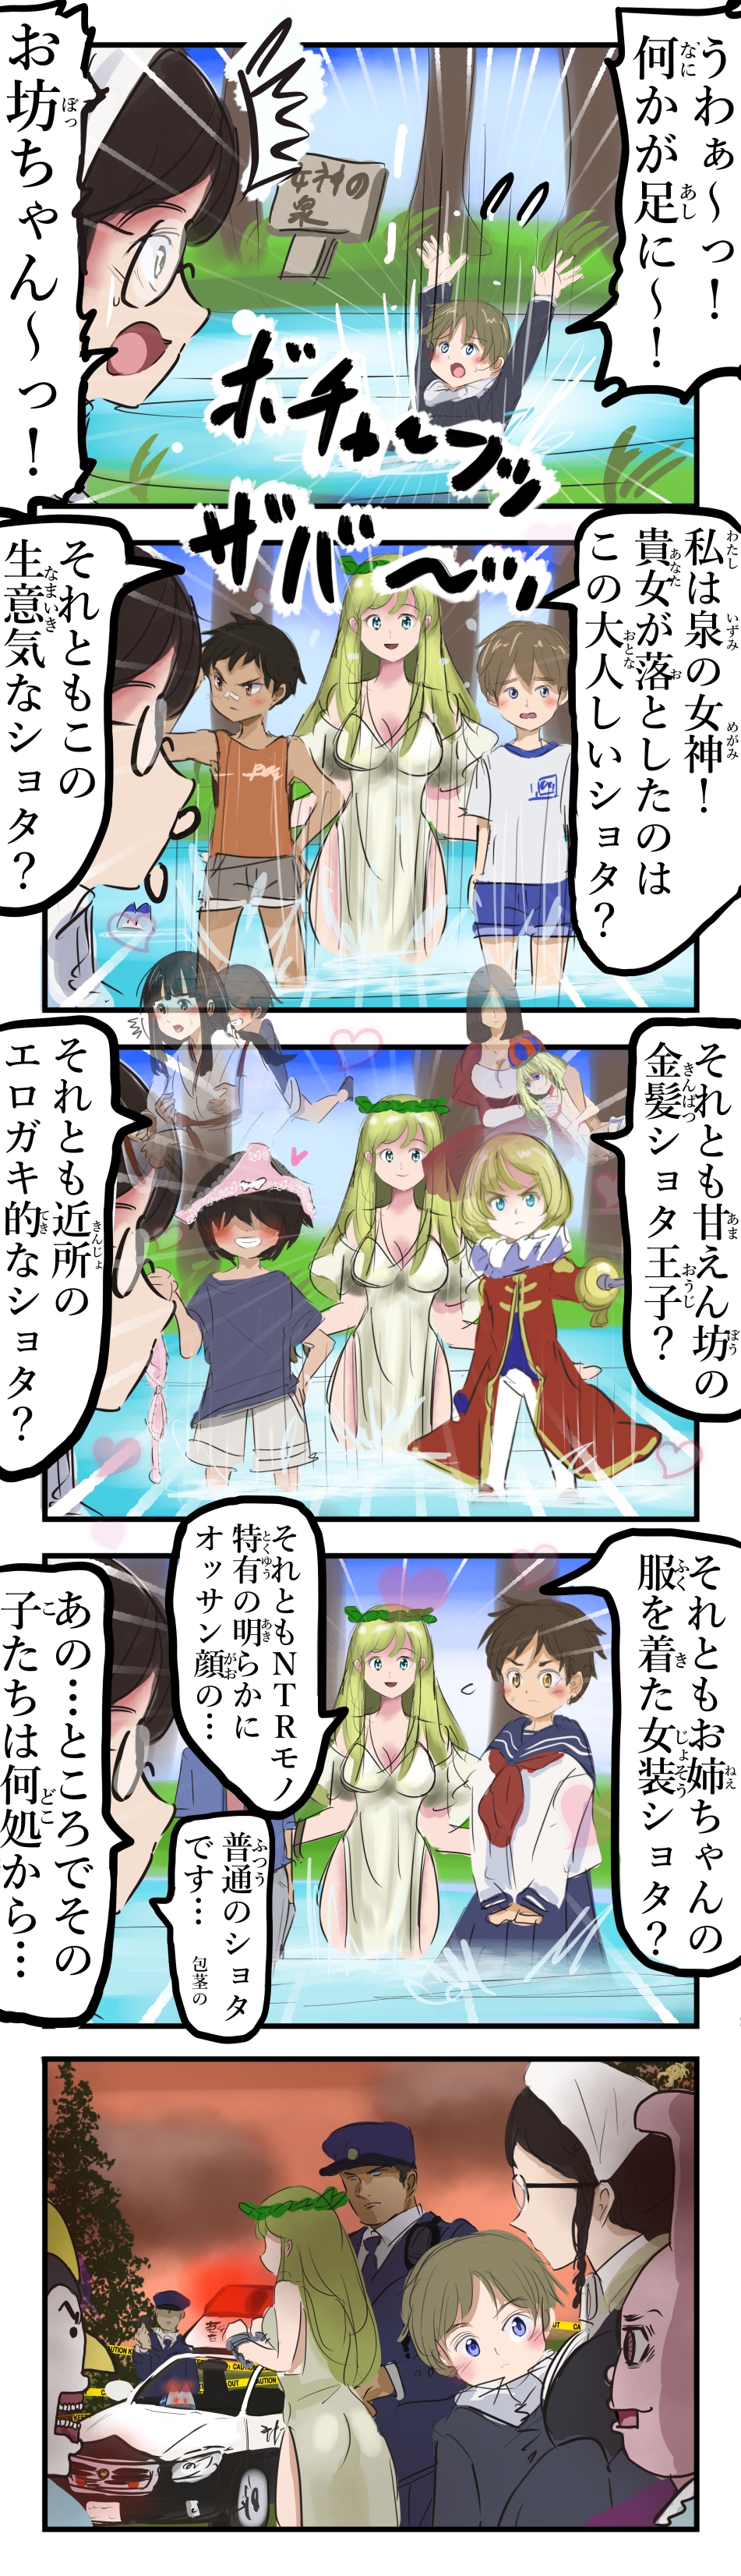 うわぁ～っ！
何かが足に～！
女神の
泉
お坊ちゃん～っ！
ボチャーンッ
ザバ～ッ
私は泉の女神！
貴女が落としたのは
この大人しいショタ？
それともこの
生意気なショタ？
それとも甘えん坊の
金髪ショタ王子？
それとも近所の
エロガキ的なショタ？
それともお姉ちゃんの
服を着た女装ショタ？
それともNTRモノ
特有の明らかに
オッサン顔の…
普通のショタ
です…
包茎の
あの…ところでその
子たちは何処から…
CAUTION
CAUTION
OUT
CAUTION